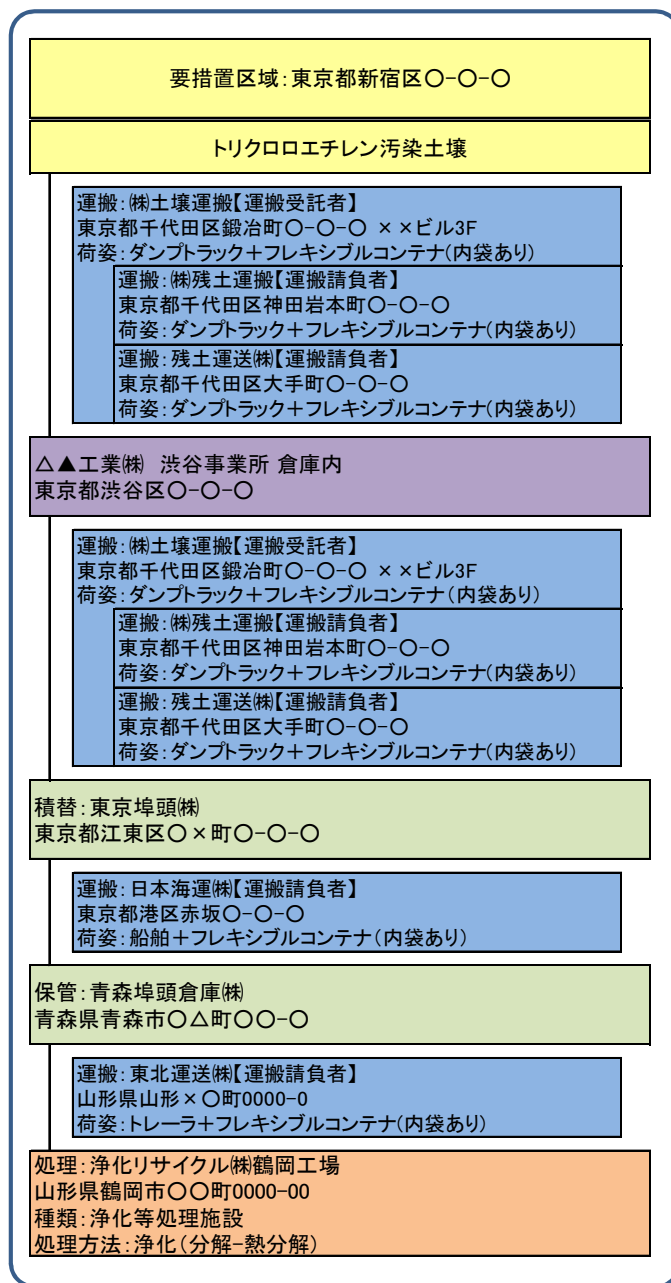 要措置区域：東京都新宿区〇-〇-〇
トリクロロエチレン汚染土壌
運搬：㈱土壌運搬【運搬受託者】
東京都千代田区鍛冶町〇-〇-〇 ××ビル3F
荷姿：ダンプトラック＋フレキシブルコンテナ(内袋あり)
運搬：㈱残土運搬【運搬請負者】
東京都千代田区神田岩本町〇-〇-〇
荷姿：ダンプトラック＋フレキシブルコンテナ(内袋あり)
運搬：残土運送㈱【運搬請負者】
東京都千代田区大手町〇-〇-〇
荷姿：ダンプトラック＋フレキシブルコンテナ(内袋あり)
△▲工業㈱ 渋谷事業所 倉庫内
東京都渋谷区〇-〇-〇
運搬：㈱土壌運搬【運搬受託者】
東京都千代田区鍛冶町〇-〇-〇 ××ビル3F
荷姿：ダンプトラック＋フレキシブルコンテナ(内袋あり)
運搬：㈱残土運搬【運搬請負者】
東京都千代田区神田岩本町〇-〇-〇
荷姿：ダンプトラック＋フレキシブルコンテナ(内袋あり)
運搬：残土運送㈱【運搬請負者】
東京都千代田区大手町〇-〇-〇
荷姿：ダンプトラック＋フレキシブルコンテナ(内袋あり)
積替：東京埠頭㈱
東京都江東区〇×町〇-〇-〇
運搬：日本海運㈱【運搬請負者】
東京都港区赤坂〇-〇-〇
荷姿：船舶＋フレキシブルコンテナ(内袋あり)
保管：青森埠頭倉庫㈱
青森県青森市〇△町〇〇-〇
運搬：東北運送㈱【運搬請負者】
山形県山形×〇町0000-0
荷姿：トレーラ＋フレキシブルコンテナ(内袋あり)
処理：浄化リサイクル㈱鶴岡工場
山形県鶴岡市〇〇町0000-00
種類：浄化等処理施設
処理方法：浄化(分解-熱分解)